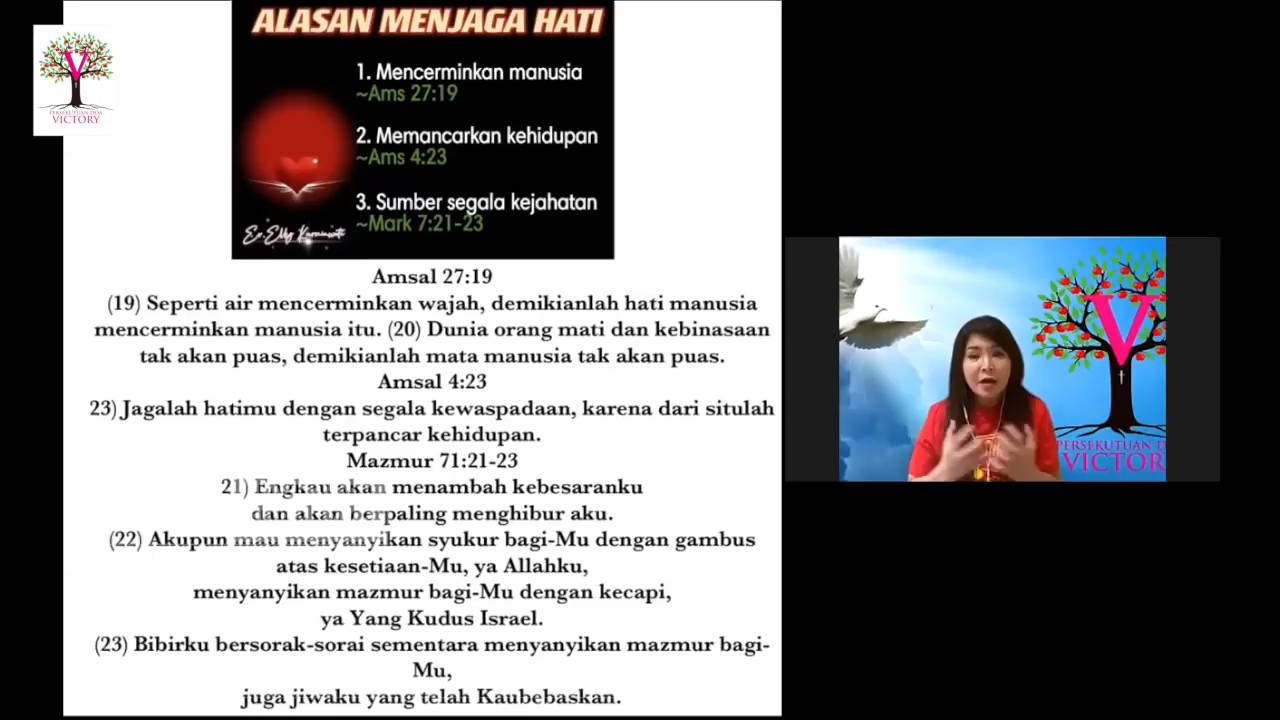 PERSEKUTUAN DOA
VICTORY
ALASAN MENJAGA HATI
1. Mencerminkan manusia
~Ams 27:19
2. Memancarkan kehidupan
~Ams 4:23
3. Sumber segala kejahatan
~Mark 7:21-23
Amsal 27:19
(19) Seperti air mencerminkan wajah, demikianlah hati manusia
mencerminkan manusia itu. (20) Dunia orang mati dan kebinasaan
tak akan puas, demikianlah mata manusia tak akan puas.
Amsal 4:23
23) Jagalah hatimu dengan segala kewaspadaan, karena dari situlah
terpancar kehidupan.
Mazmur 71:21-23
21) Engkau akan menambah kebesaranku
dan akan berpaling menghibur aku.
(22) Akupun mau menyanyikan syukur bagi-Mu dengan gambus
atas kesetiaan-Mu, ya Allahku,
menyanyikan mazmur bagi-Mu dengan kecapi,
ya Yang Kudus Israel.
(23) Bibirku bersorak-sorai sementara menyanyikan mazmur bagi-
Mu,
juga jiwaku yang telah Kaubebaskan.
V
PERSEKUTUAN D
VICTOR